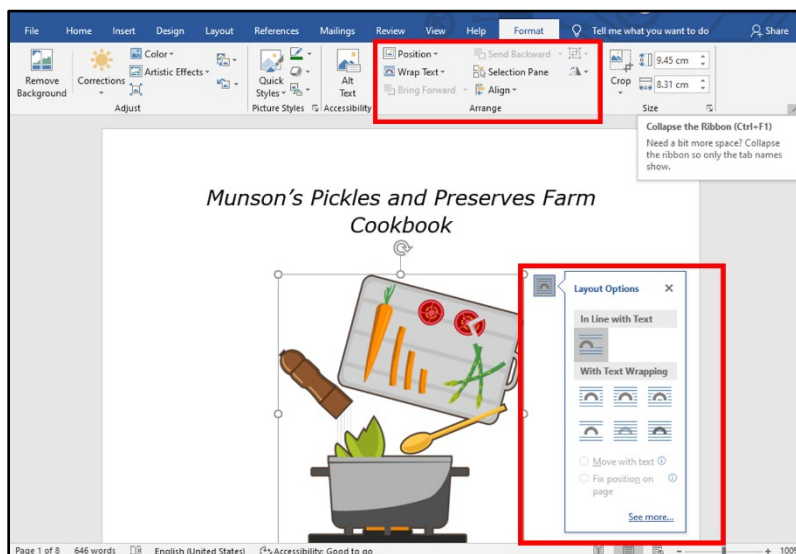 File Home Insert Design Layout References Mailings Review View Help Format Tell me what you want to do Share
Remove Background
Corrections
Color
Artistic Effects
Adjust
Quick Styles
Picture Styles
Alt Text
Accessibility
Position
Wrap Text
Bring Forward
Send Backward
Selection Pane
Align
Arrange
Crop
9.45 cm
8.31 cm
Size
Collapse the Ribbon (Ctrl+F1)
Need a bit more space? Collapse
the ribbon so only the tab names
show.
Munson's Pickles and Preserves Farm
Cookbook
Layout Options
In Line with Text
With Text Wrapping
Move with text
Fix position on
page
See more...
Page 1 of 8 646 words English (United States) Accessibility: Good to go 100%